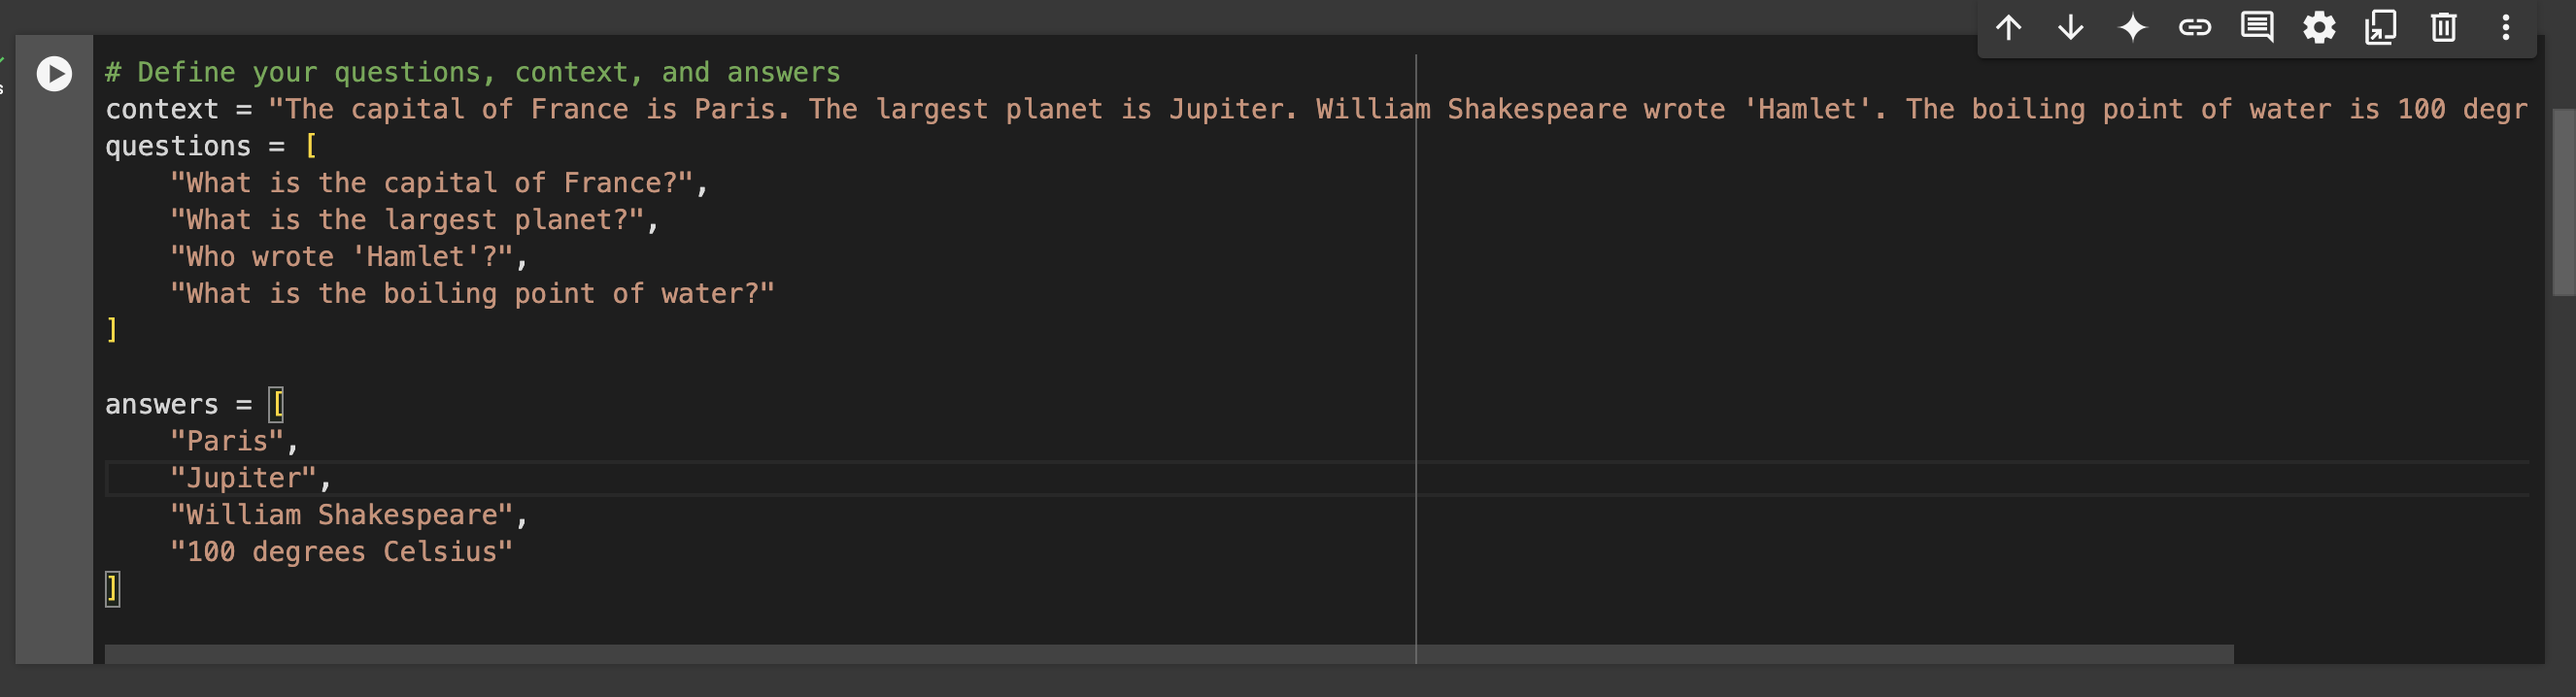 # Define your questions, context, and answers
context = "The capital of France is Paris. The largest planet is Jupiter. William Shakespeare wrote 'Hamlet'. The boiling point of water is 100 degr
questions = [
    "What is the capital of France?",
    "What is the largest planet?",
    "Who wrote 'Hamlet'?",
    "What is the boiling point of water?"
]

answers = [
    "Paris",
    "Jupiter",
    "William Shakespeare",
    "100 degrees Celsius"
]